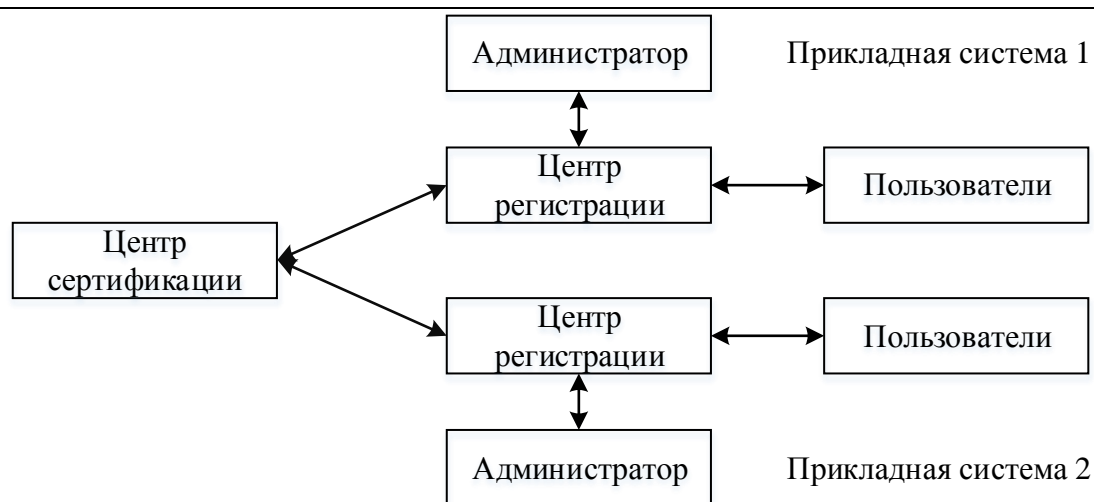 Администратор
Прикладная система 1
Центр
регистрации
Пользователи
Центр
сертификации
Центр
регистрации
Пользователи
Администратор
Прикладная система 2